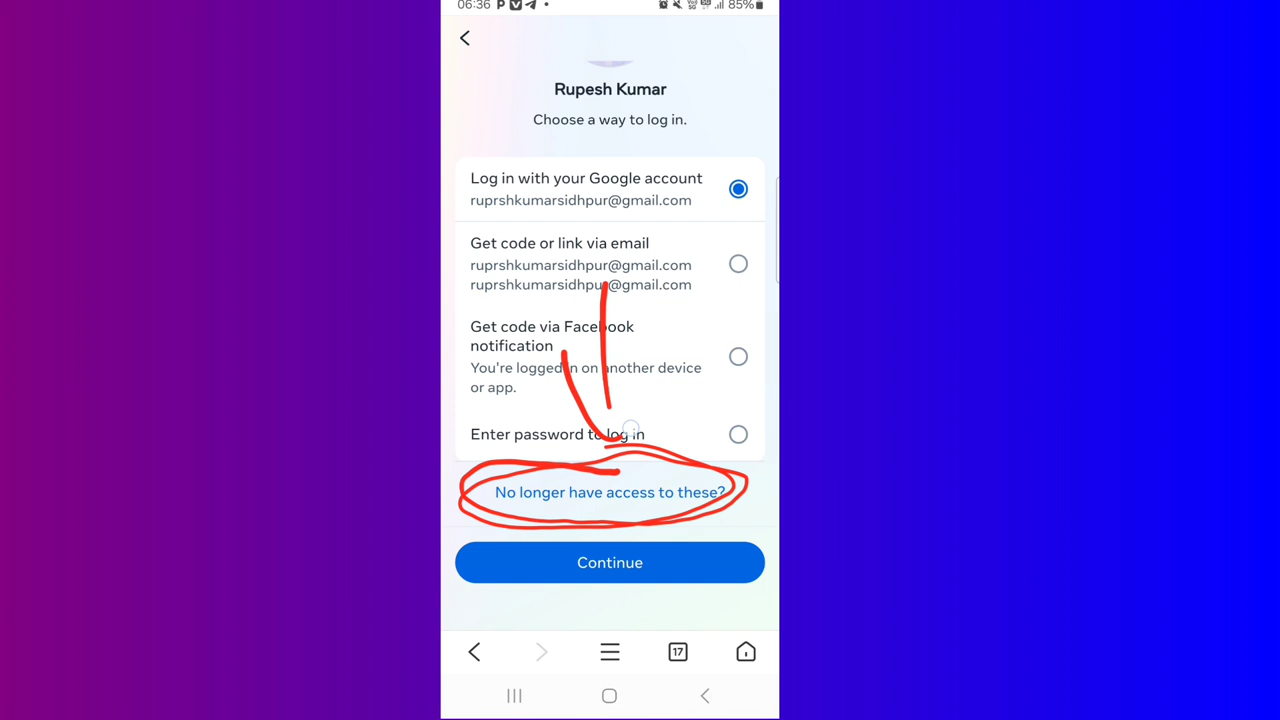 06:36
85%
Rupesh Kumar
Choose a way to log in.
Log in with your Google account
ruprshkumarsidhpur@gmail.com
Get code or link via email
ruprshkumarsidhpur@gmail.com
ruprshkumarsidhpur@gmail.com
Get code via Facebook
notification
You're logged in on another device
or app.
Enter password to log in
No longer have access to these?
Continue
17